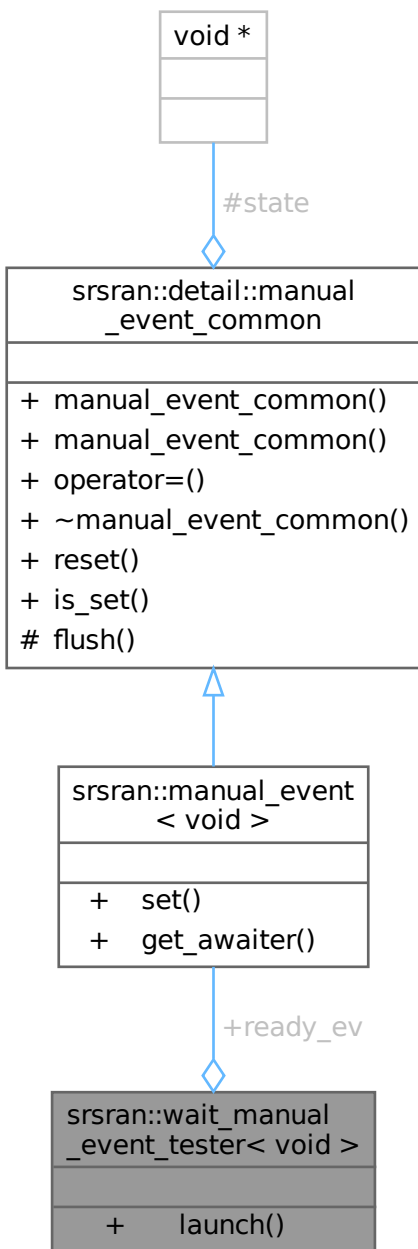 void *
#state
srsran::detail::manual
_event_common
+ manual_event_common()
+ manual_event_common()
+ operator=()
+ ~manual_event_common()
+ reset()
+ is_set()
# flush()
srsran::manual_event
< void >
+ set()
+ get_awaiter()
+ready_ev
srsran::wait_manual
_event_tester< void >
+ launch()